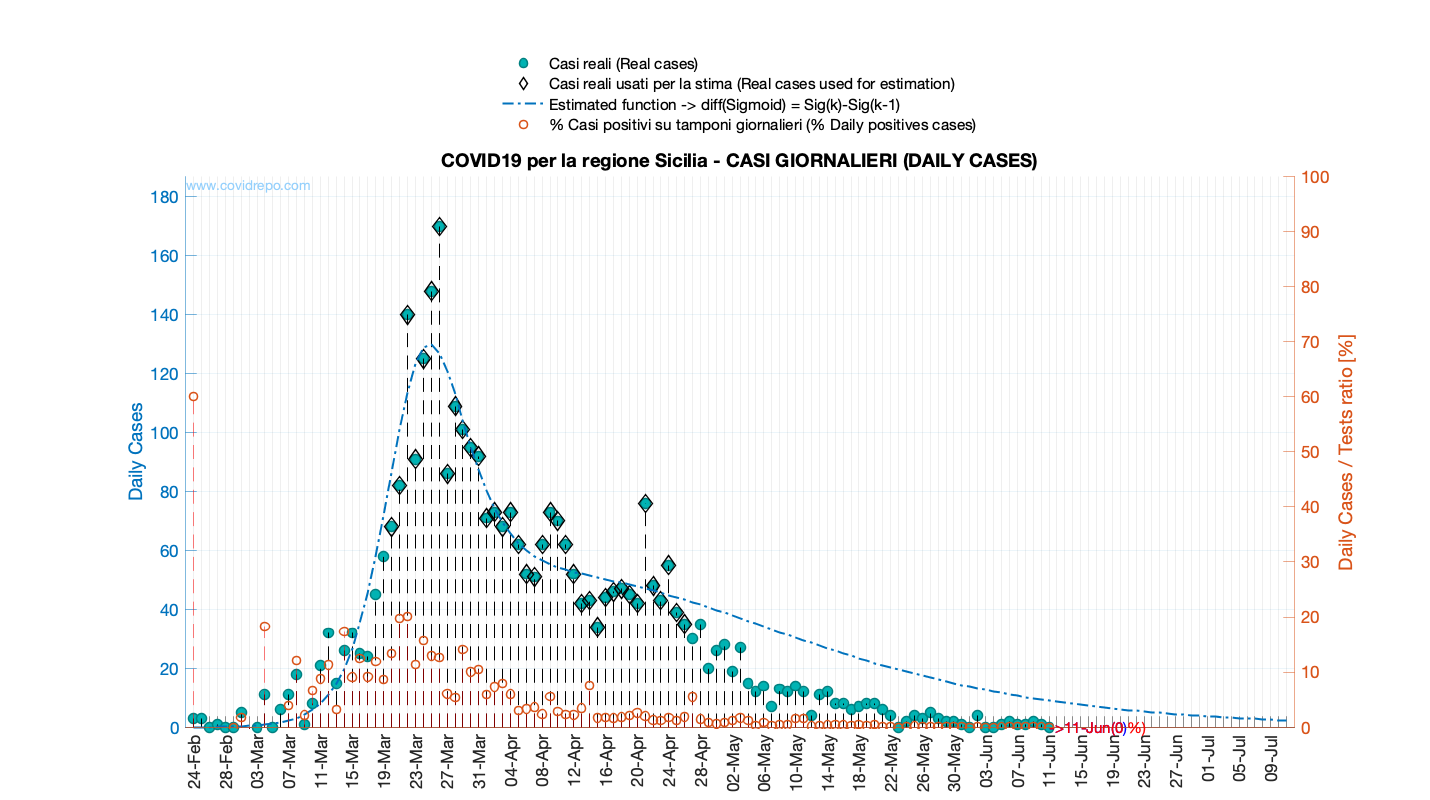 Casi reali (Real cases)
Casi reali usati per la stima (Real cases used for estimation)
Estimated function -> diff(Sigmoid) = Sig(k)-Sig(k-1)
% Casi positivi su tamponi giornalieri (% Daily positives cases)
COVID19 per la regione Sicilia - CASI GIORNALIERI (DAILY CASES)
www.covidrepo.com
Daily Cases
180
160
140
120
100
80
60
40
20
0
100
90
80
70
60
50
40
30
20
10
0
Daily Cases / Tests ratio [%]
>11-Jun(0)%)
24-Feb
28-Feb
03-Mar
07-Mar
11-Mar
15-Mar
19-Mar
23-Mar
27-Mar
31-Mar
04-Apr
08-Apr
12-Apr
16-Apr
20-Apr
24-Apr
28-Apr
02-May
06-May
10-May
14-May
18-May
22-May
26-May
30-May
03-Jun
07-Jun
11-Jun
15-Jun
19-Jun
23-Jun
27-Jun
01-Jul
05-Jul
09-Jul